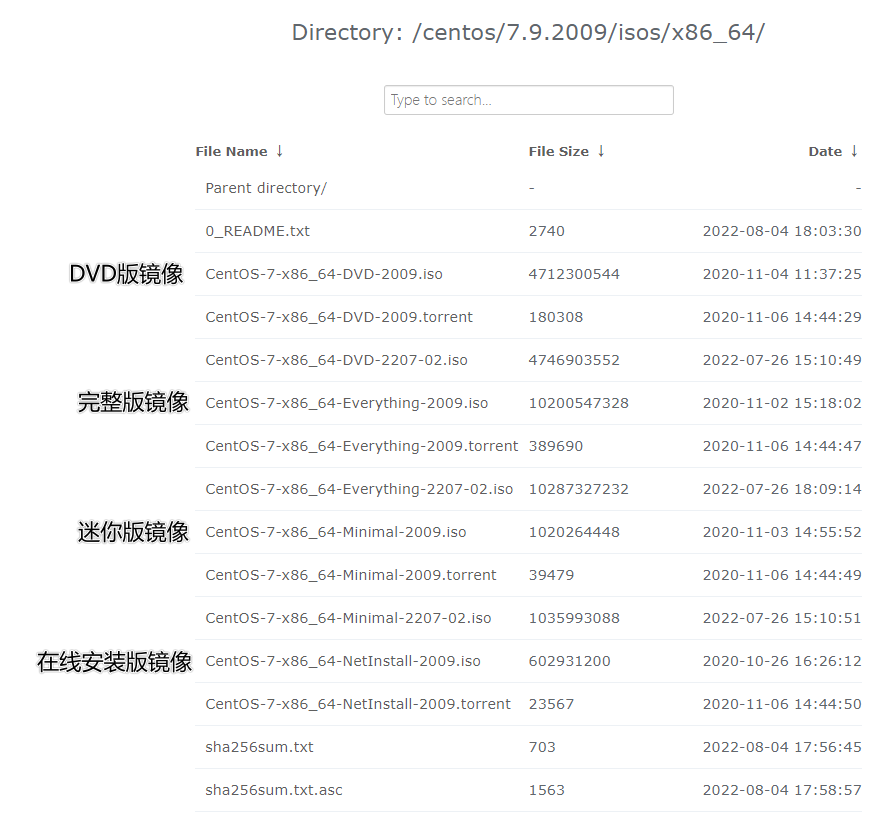 Directory: /centos/7.9.2009/isos/x86_64/
Type to search...
File Name ↓ File Size ↓ Date ↓
Parent directory/ - -
0_README.txt 2740 2022-08-04 18:03:30
DVD版镜像 CentOS-7-x86_64-DVD-2009.iso 4712300544 2020-11-04 11:37:25
CentOS-7-x86_64-DVD-2009.torrent 180308 2020-11-06 14:44:29
CentOS-7-x86_64-DVD-2207-02.iso 4746903552 2022-07-26 15:10:49
完整版镜像 CentOS-7-x86_64-Everything-2009.iso 10200547328 2020-11-02 15:18:02
CentOS-7-x86_64-Everything-2009.torrent 389690 2020-11-06 14:44:47
CentOS-7-x86_64-Everything-2207-02.iso 10287327232 2022-07-26 18:09:14
迷你版镜像 CentOS-7-x86_64-Minimal-2009.iso 1020264448 2020-11-03 14:55:52
CentOS-7-x86_64-Minimal-2009.torrent 39479 2020-11-06 14:44:49
CentOS-7-x86_64-Minimal-2207-02.iso 1035993088 2022-07-26 15:10:51
在线安装版镜像 CentOS-7-x86_64-NetInstall-2009.iso 602931200 2020-10-26 16:26:12
CentOS-7-x86_64-NetInstall-2009.torrent 23567 2020-11-06 14:44:50
sha256sum.txt 703 2022-08-04 17:56:45
sha256sum.txt.asc 1563 2022-08-04 17:58:57